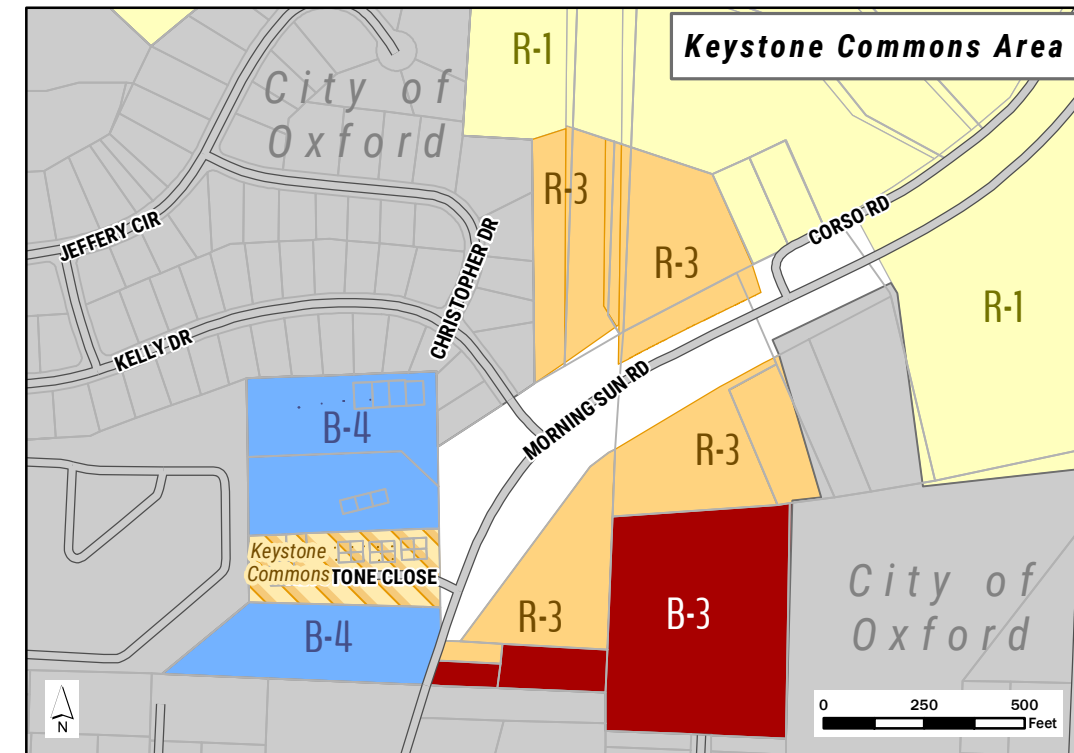 R-1
Keystone Commons Area
City of
Oxford
R-3
CORSO RD
JEFFERY CIR
CHRISTOPHER DR
R-3
R-1
KELLY DR
MORNING SUN RD
B-4
R-3
Keystone
Commons
TONE CLOSE
City of
Oxford
B-3
R-3
B-4
N
0 250 500
Feet